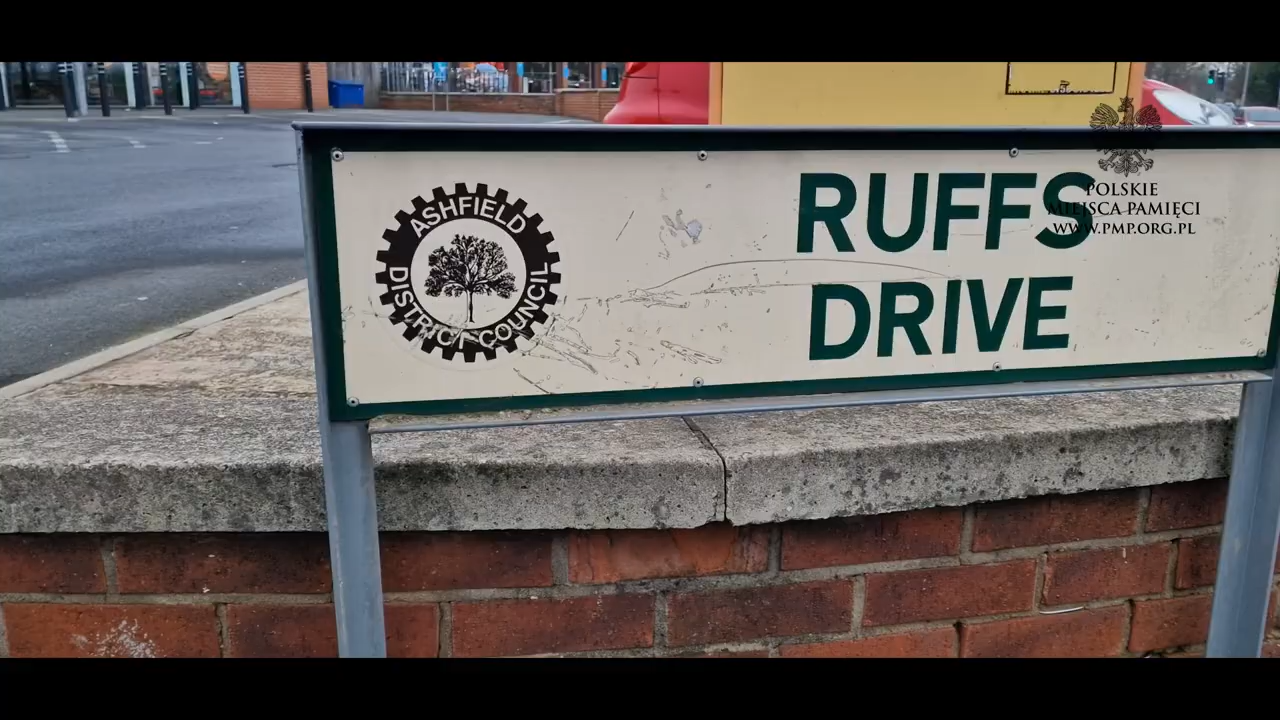 ASHFIELD
DISTRICT COUNCIL
RUFFS
DRIVE
POLSKIE
MIEJSCA PAMIĘCI
WWW.PMP.ORG.PL